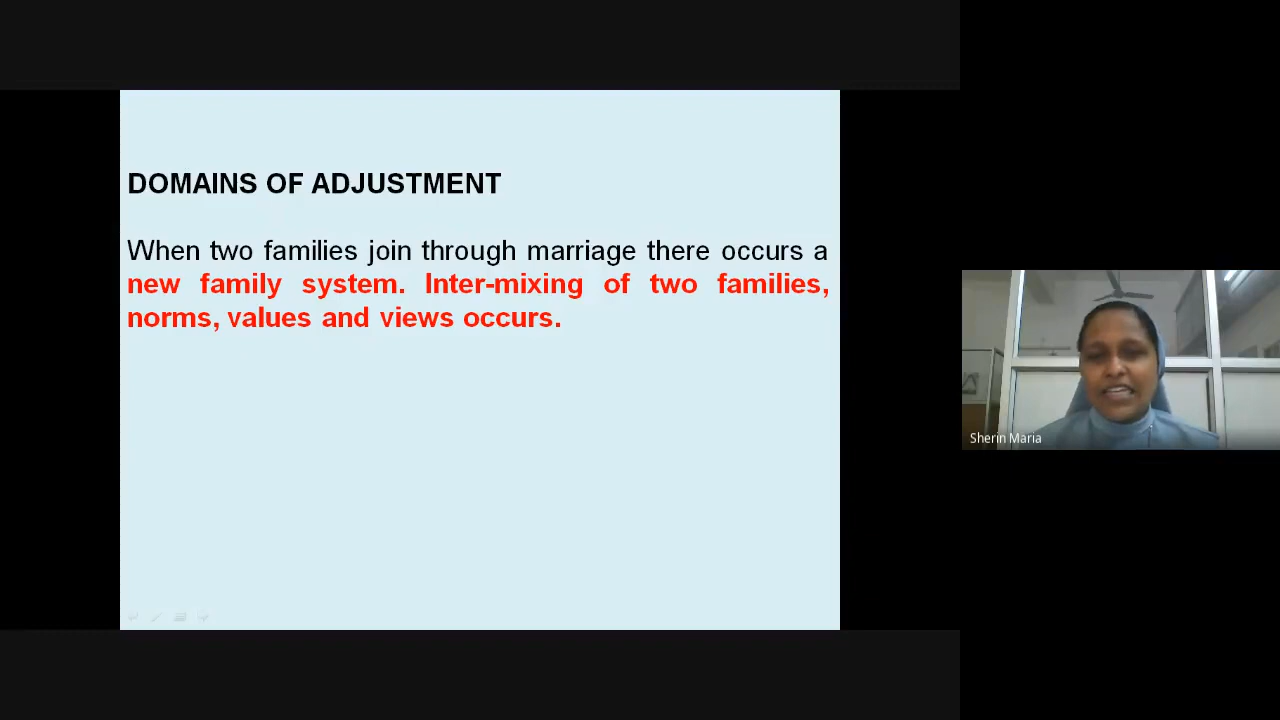 DOMAINS OF ADJUSTMENT
When two families join through marriage there occurs a
new family system. Inter-mixing of two families,
norms, values and views occurs.
Sherin Maria